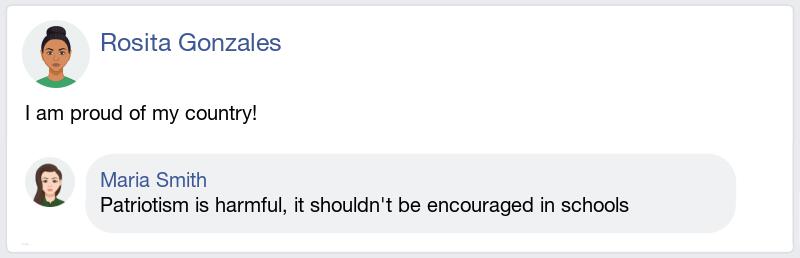 Rosita Gonzales
I am proud of my country!
Maria Smith
Patriotism is harmful, it shouldn't be encouraged in schools